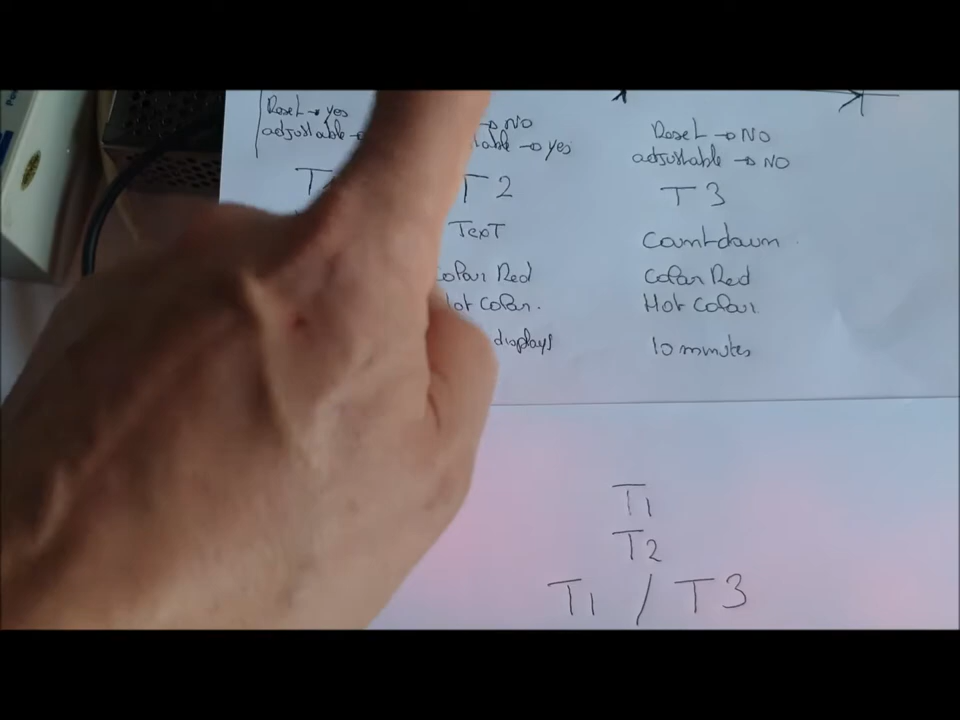 Reset → yes
adjustable →
T
→ NO
table → yes
T2
Text
Colour Red
Hot Colour.
displays
Reset → NO
adjustable → NO
T3
Countdown
Colour Red
Hot Colour
10 minutes
T1
T2
T1 / T3